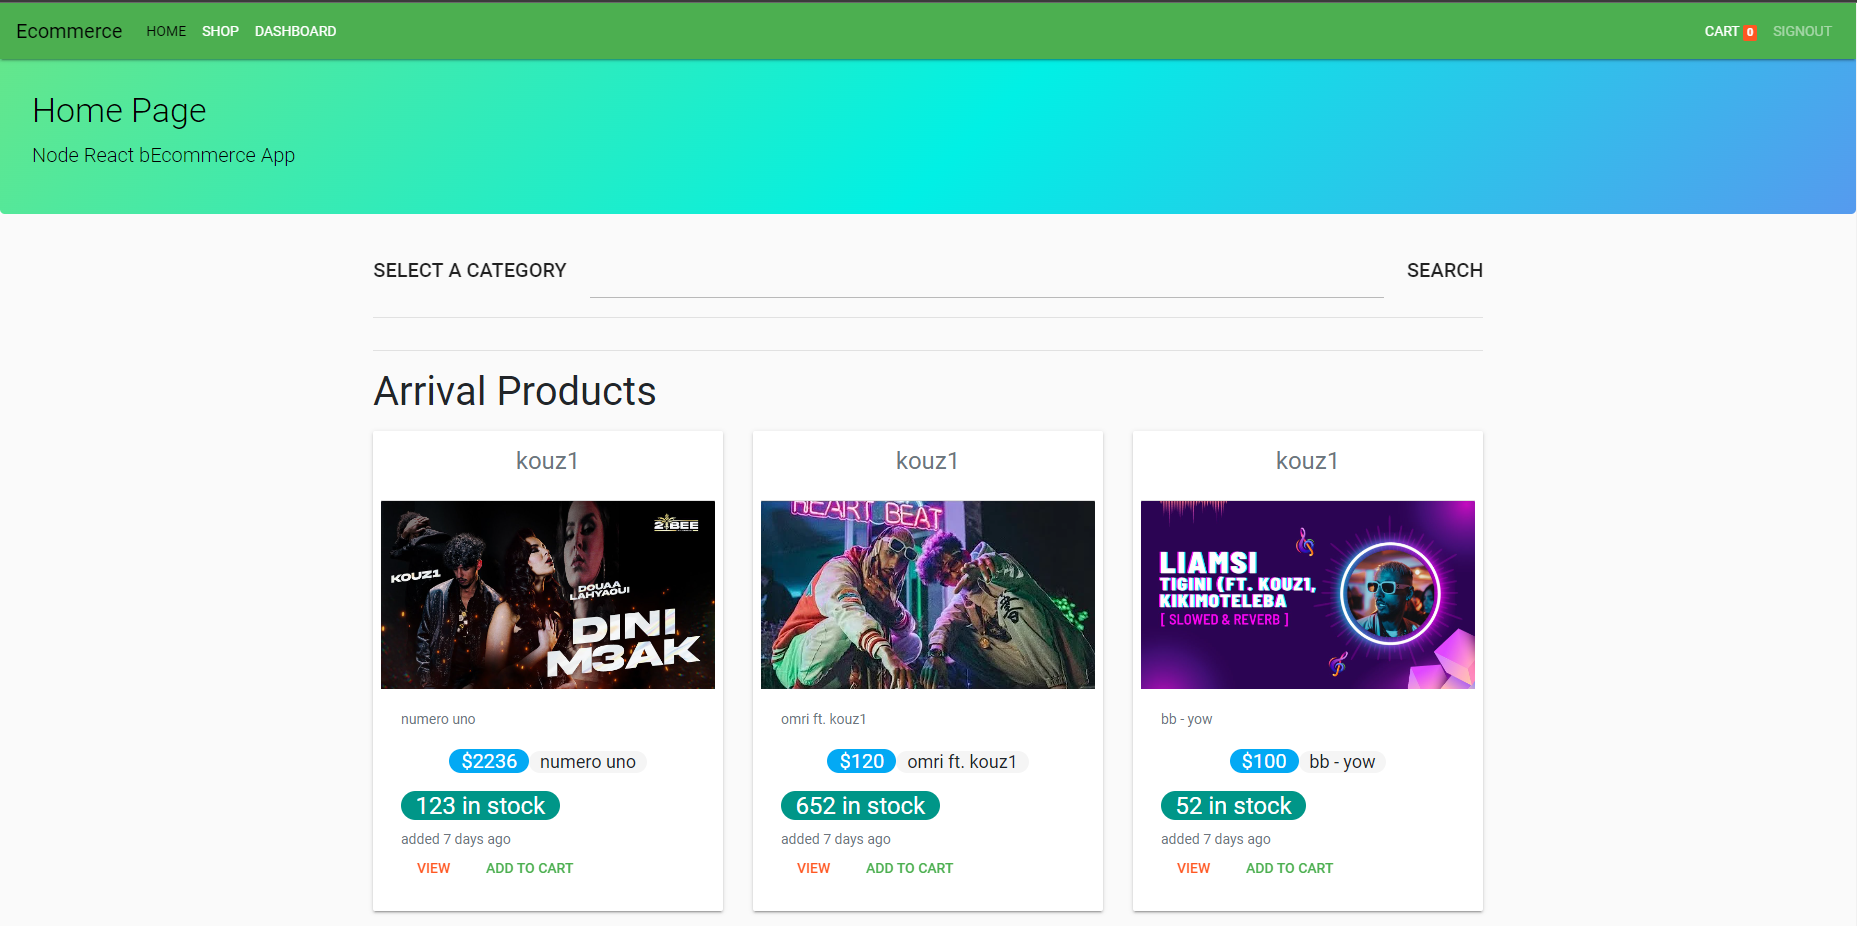 Ecommerce HOME SHOP DASHBOARD CART 0 SIGNOUT
Home Page
Node React bEcommerce App
SELECT A CATEGORY SEARCH
Arrival Products
kouz1
KOUZ1
2BEE
DOUAA
LAHYAOUI
DINI
M3AK
numero uno
$2236 numero uno
123 in stock
added 7 days ago
VIEW ADD TO CART
kouz1
HEART BEAT
omri ft. kouz1
$120 omri ft. kouz1
652 in stock
added 7 days ago
VIEW ADD TO CART
kouz1
LIAMSI
TIGINI (FT. KOUZ1,
KIKIMOTELEBA
[ SLOWED & REVERB ]
bb - yow
$100 bb - yow
52 in stock
added 7 days ago
VIEW ADD TO CART